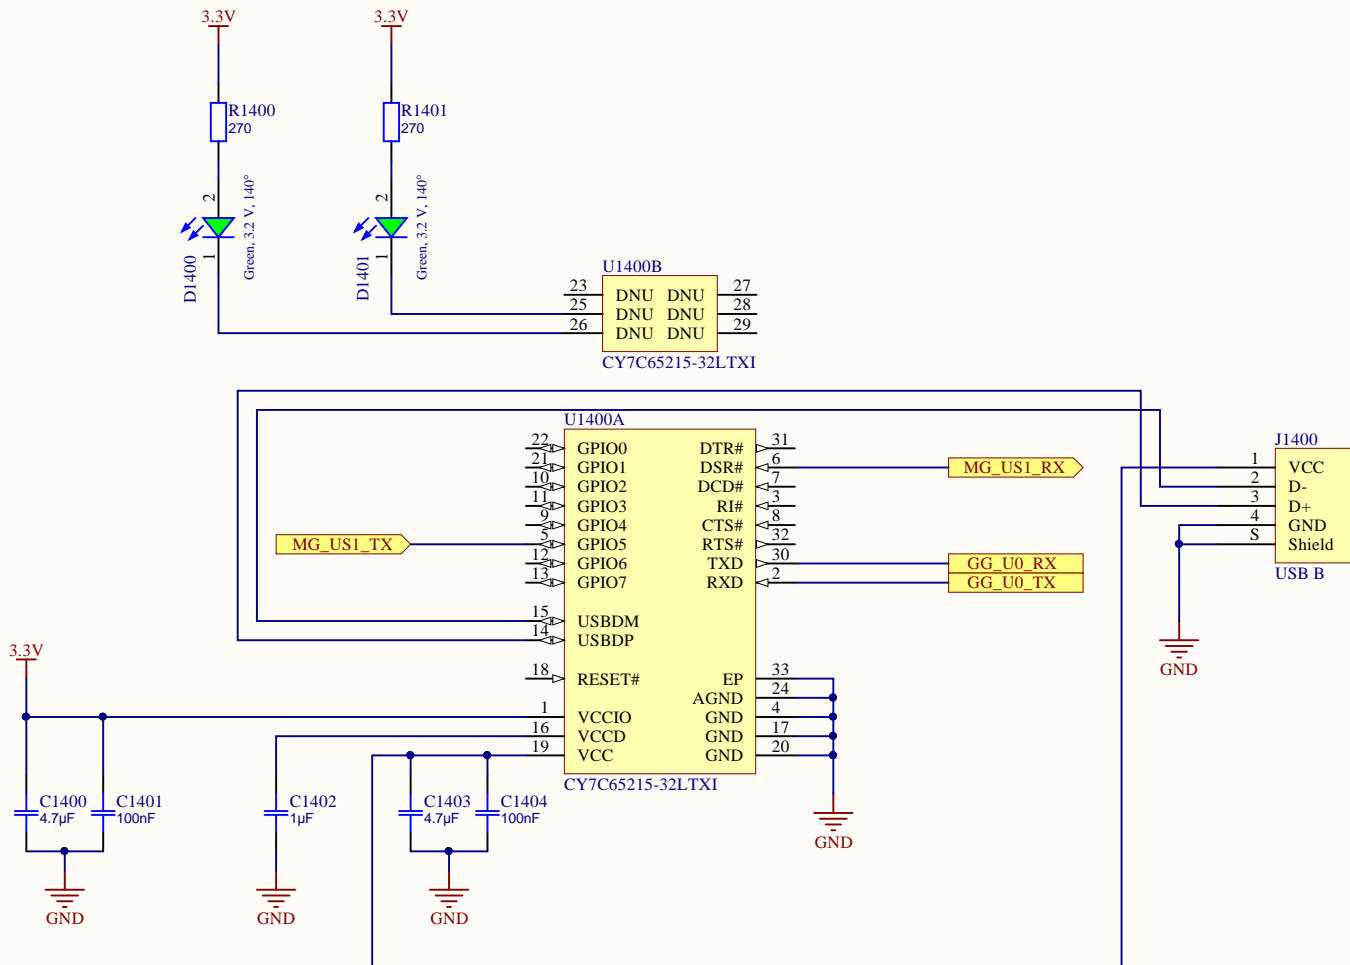 3.3V
3.3V
R1400
270
R1401
270
2
2
Green, 3.2 V, 140°
Green, 3.2 V, 140°
1
1
D1400
D1401
U1400B
23 DNU DNU 27
25 DNU DNU 28
26 DNU DNU 29
CY7C65215-32LTXI
U1400A
22 GPIO0 DTR# 31
21 GPIO1 DSR# 6
10 GPIO2 DCD# 7
11 GPIO3 RI# 3
9 GPIO4 CTS# 8
5 GPIO5 RTS# 32
12 GPIO6 TXD 30
13 GPIO7 RXD 2
15 USBDM
14 USBDP
18 RESET# EP 33
AGND 24
1 VCCIO GND 4
16 VCCD GND 17
19 VCC GND 20
CY7C65215-32LTXI
MG_US1_TX
MG_US1_RX
GG_U0_RX
GG_U0_TX
J1400
1 VCC
2 D-
3 D+
4 GND
S Shield
USB B
GND
3.3V
C1400
4.7µF
C1401
100nF
C1402
1µF
C1403
4.7µF
C1404
100nF
GND
GND
GND
GND